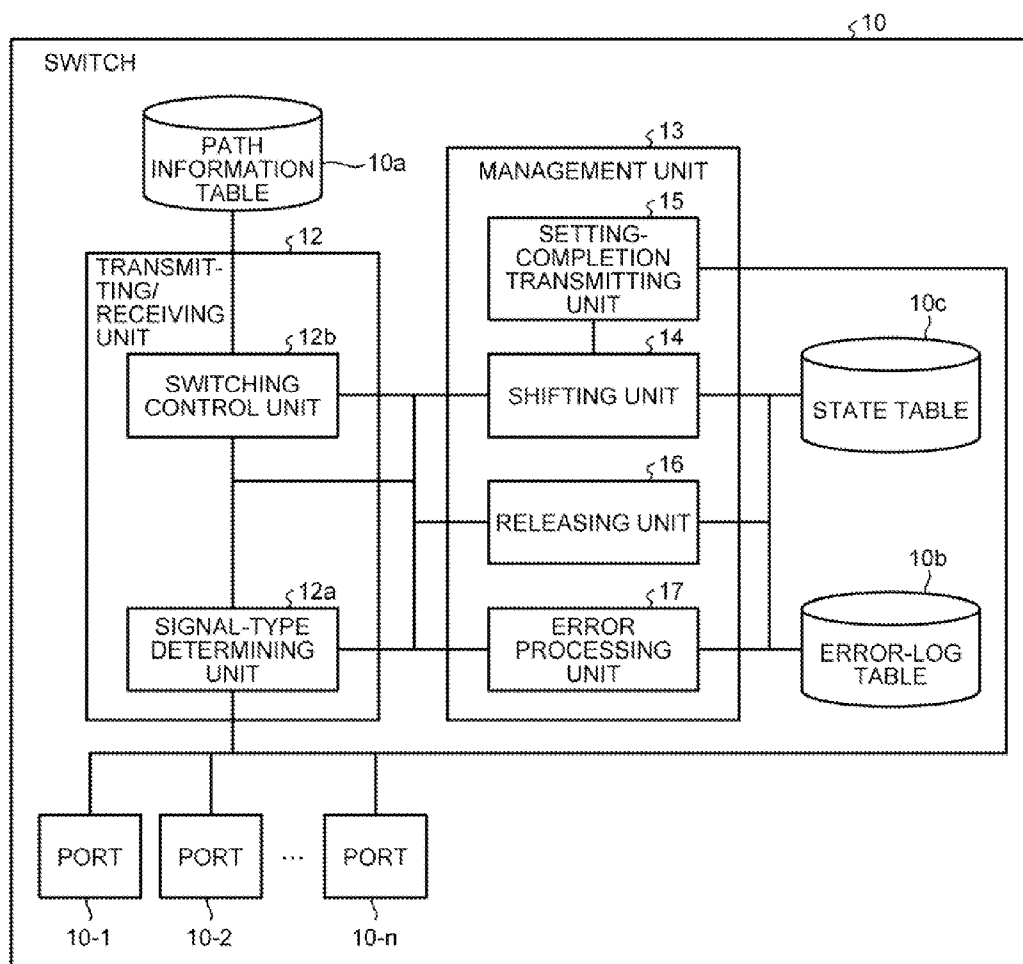 10
SWITCH
PATH
INFORMATION
TABLE
10a
13
MANAGEMENT UNIT
15
SETTING-
COMPLETION
TRANSMITTING
UNIT
12
TRANSMIT-
TING/
RECEIVING
UNIT
12b
SWITCHING
CONTROL UNIT
14
SHIFTING UNIT
10c
STATE TABLE
16
RELEASING UNIT
12a
SIGNAL-TYPE
DETERMINING
UNIT
17
ERROR
PROCESSING
UNIT
10b
ERROR-LOG
TABLE
PORT
PORT
...
PORT
10-1
10-2
10-n